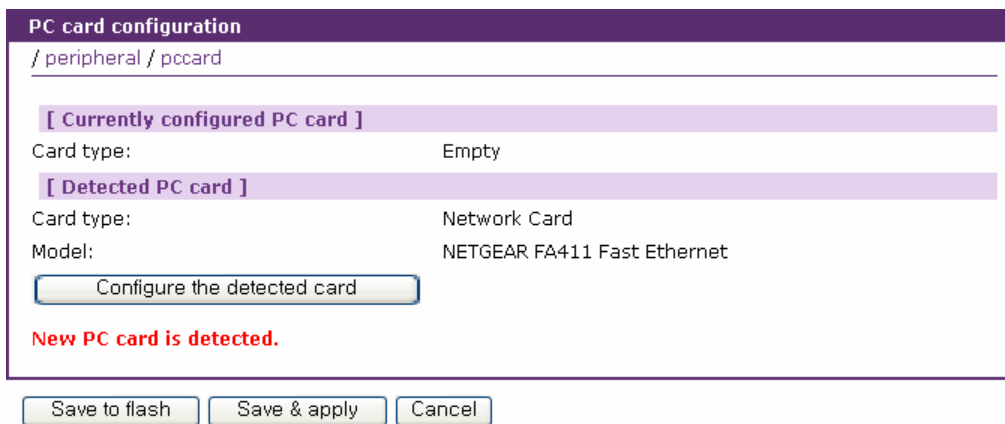 PC card configuration
/ peripheral / pccard
[ Currently configured PC card ]
Card type: Empty
[ Detected PC card ]
Card type: Network Card
Model: NETGEAR FA411 Fast Ethernet
Configure the detected card
New PC card is detected.
Save to flash Save & apply Cancel